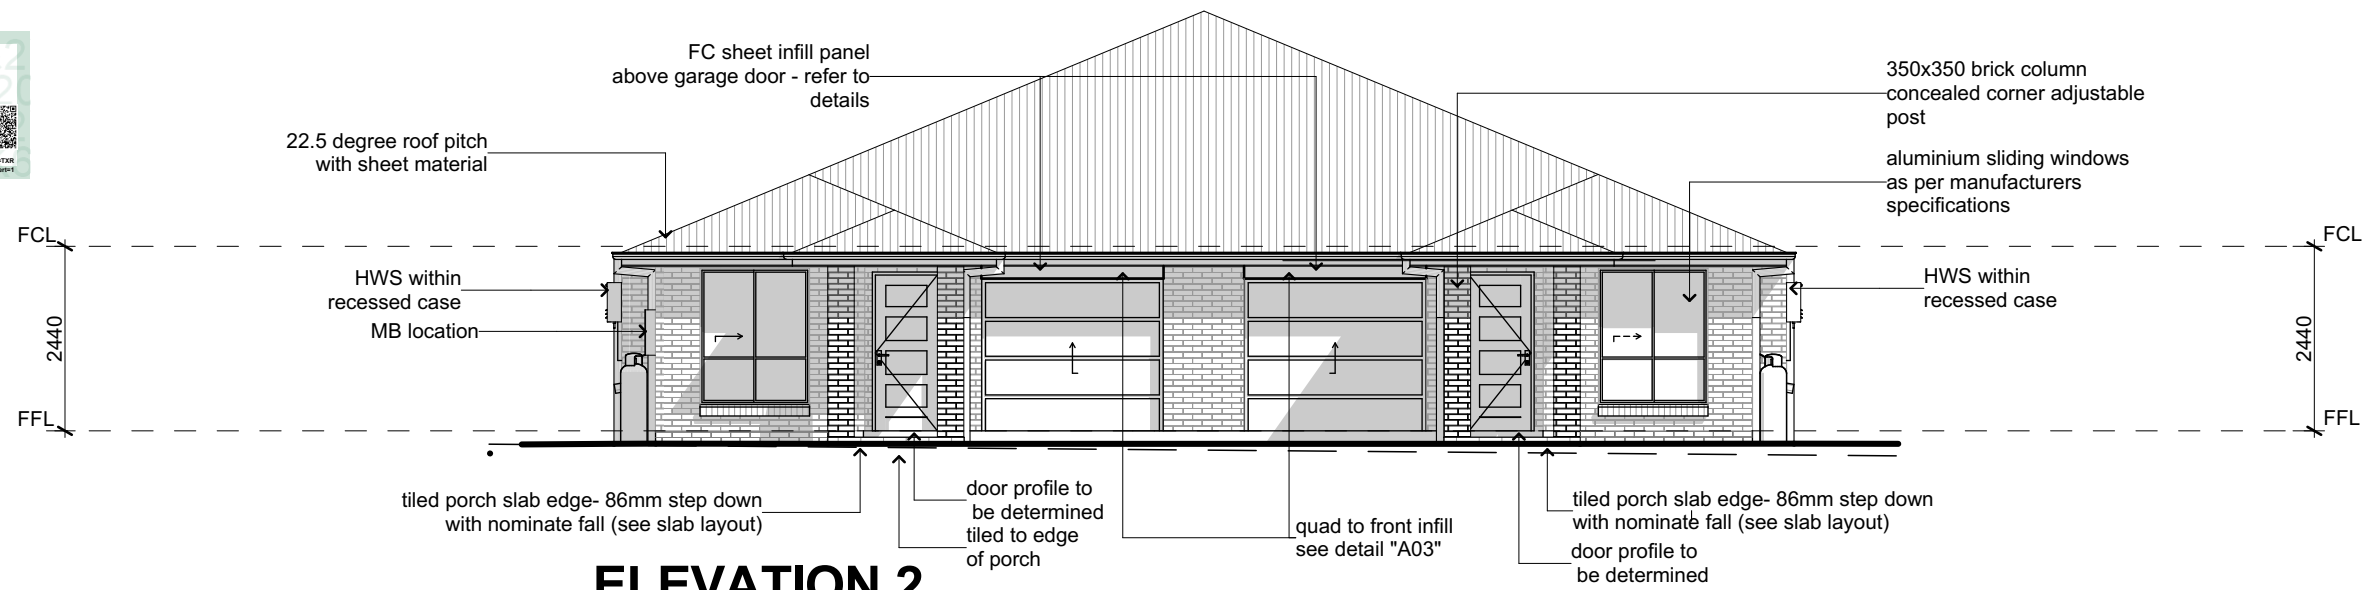 FC sheet infill panel
above garage door - refer to
details
350x350 brick column
concealed corner adjustable
post
22.5 degree roof pitch
with sheet material
aluminium sliding windows
as per manufacturers
specifications
FCL
FCL
HWS within
recessed case
HWS within
recessed case
MB location
2440
2440
FFL
FFL
tiled porch slab edge- 86mm step down
with nominate fall (see slab layout)
door profile to
be determined
tiled to edge
of porch
quad to front infill
see detail "A03"
tiled porch slab edge- 86mm step down
with nominate fall (see slab layout)
door profile to
be determined
ELEVATION 2